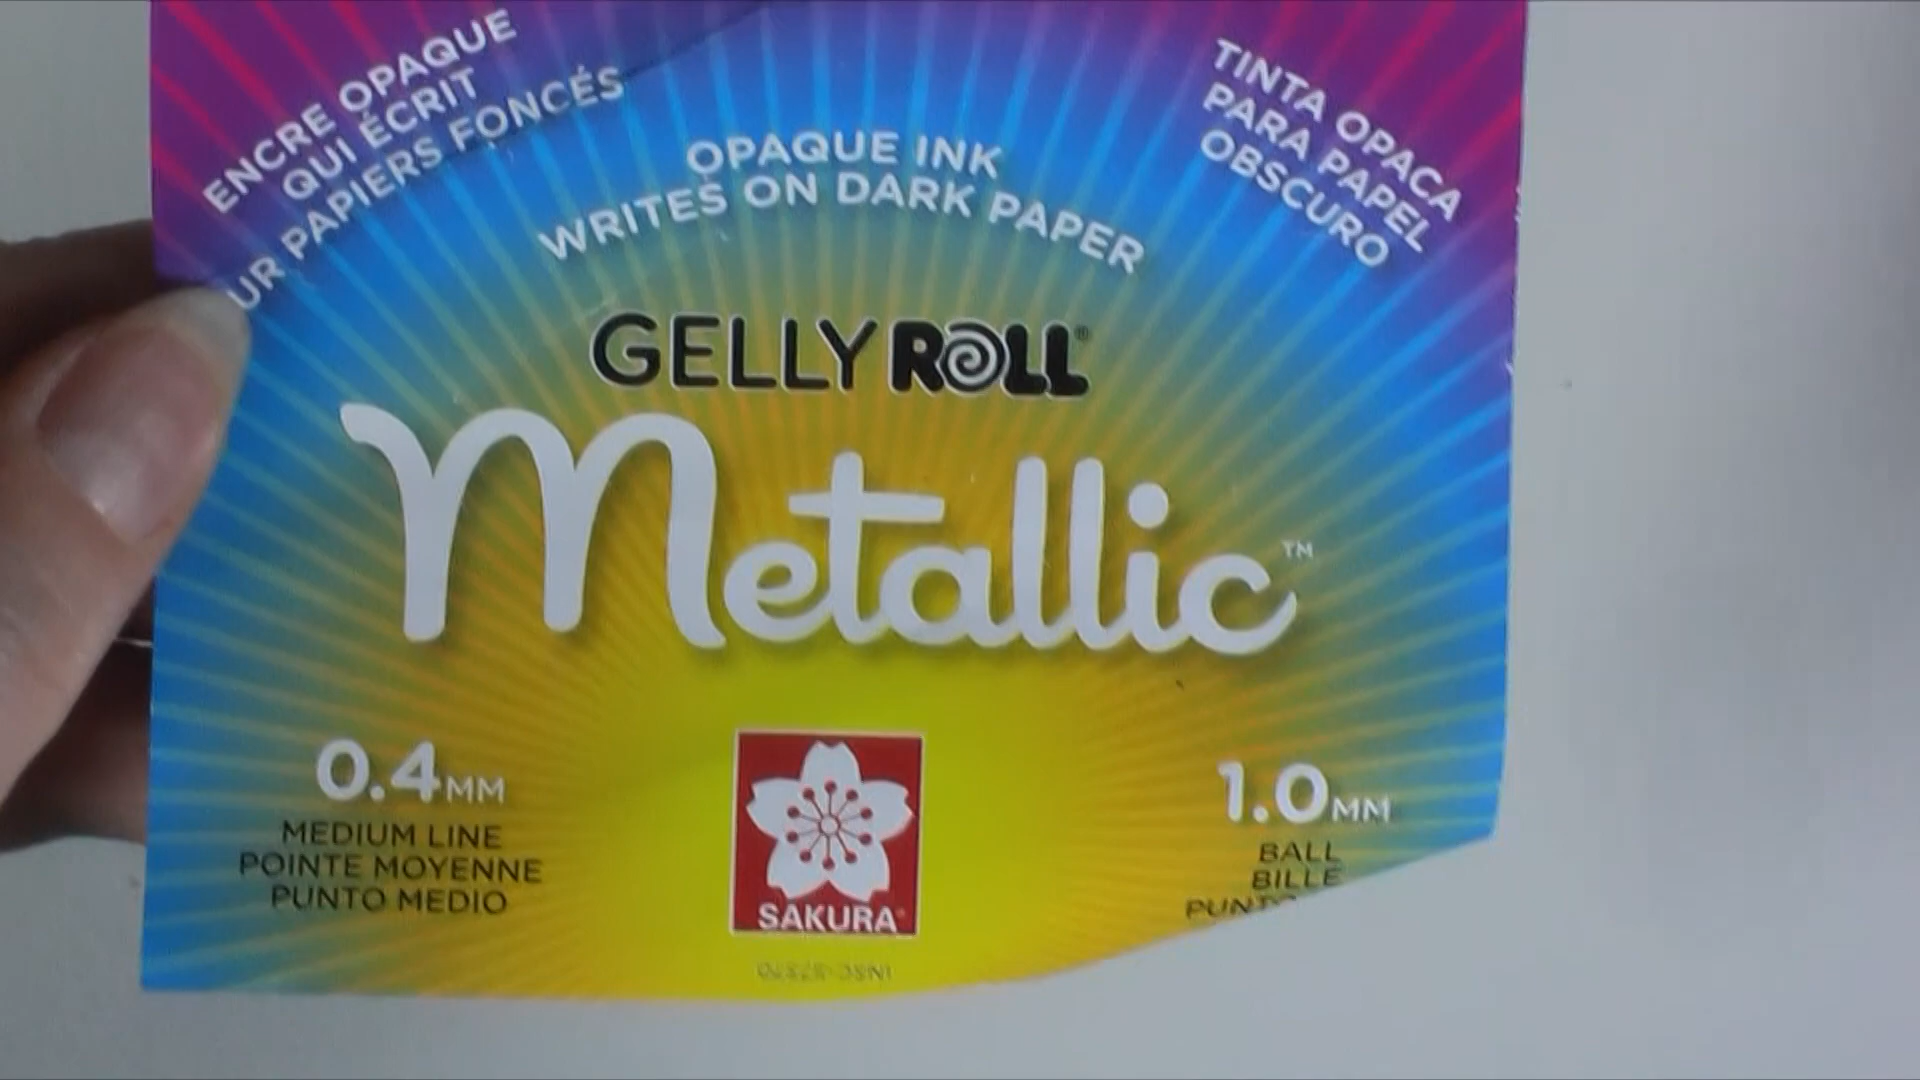 ENCRE OPAQUE
QUI ÉCRIT
UR PAPIERS FONCÉS
OPAQUE INK
WRITES ON DARK PAPER
TINTA OPACA
PARA PAPEL
OBSCURO
GELLY ROLL®
Metallic™
0.4MM
MEDIUM LINE
POINTE MOYENNE
PUNTO MEDIO
SAKURA
1.0MM
BALL
BILLE